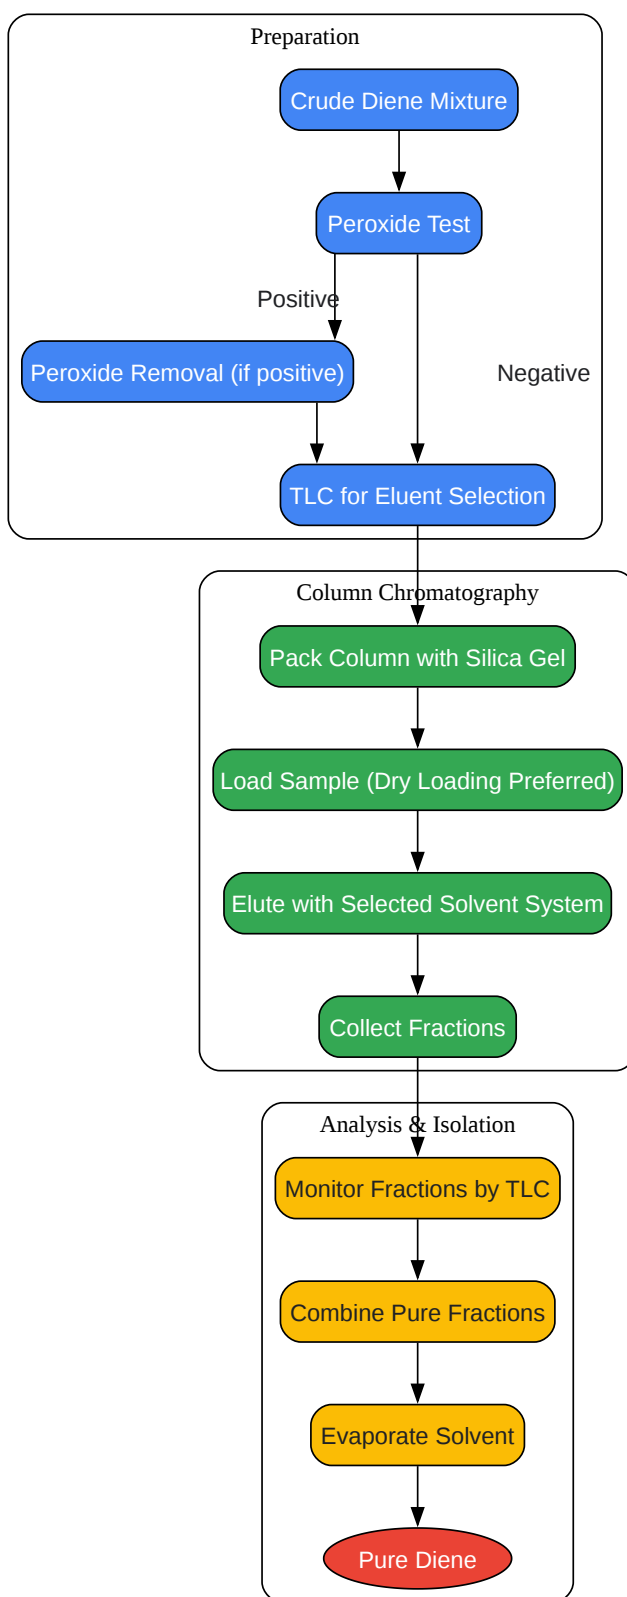 Preparation
Crude Diene Mixture
Peroxide Test
Positive
Peroxide Removal (if positive)
Negative
TLC for Eluent Selection
Column Chromatography
Pack Column with Silica Gel
Load Sample (Dry Loading Preferred)
Elute with Selected Solvent System
Collect Fractions
Analysis & Isolation
Monitor Fractions by TLC
Combine Pure Fractions
Evaporate Solvent
Pure Diene